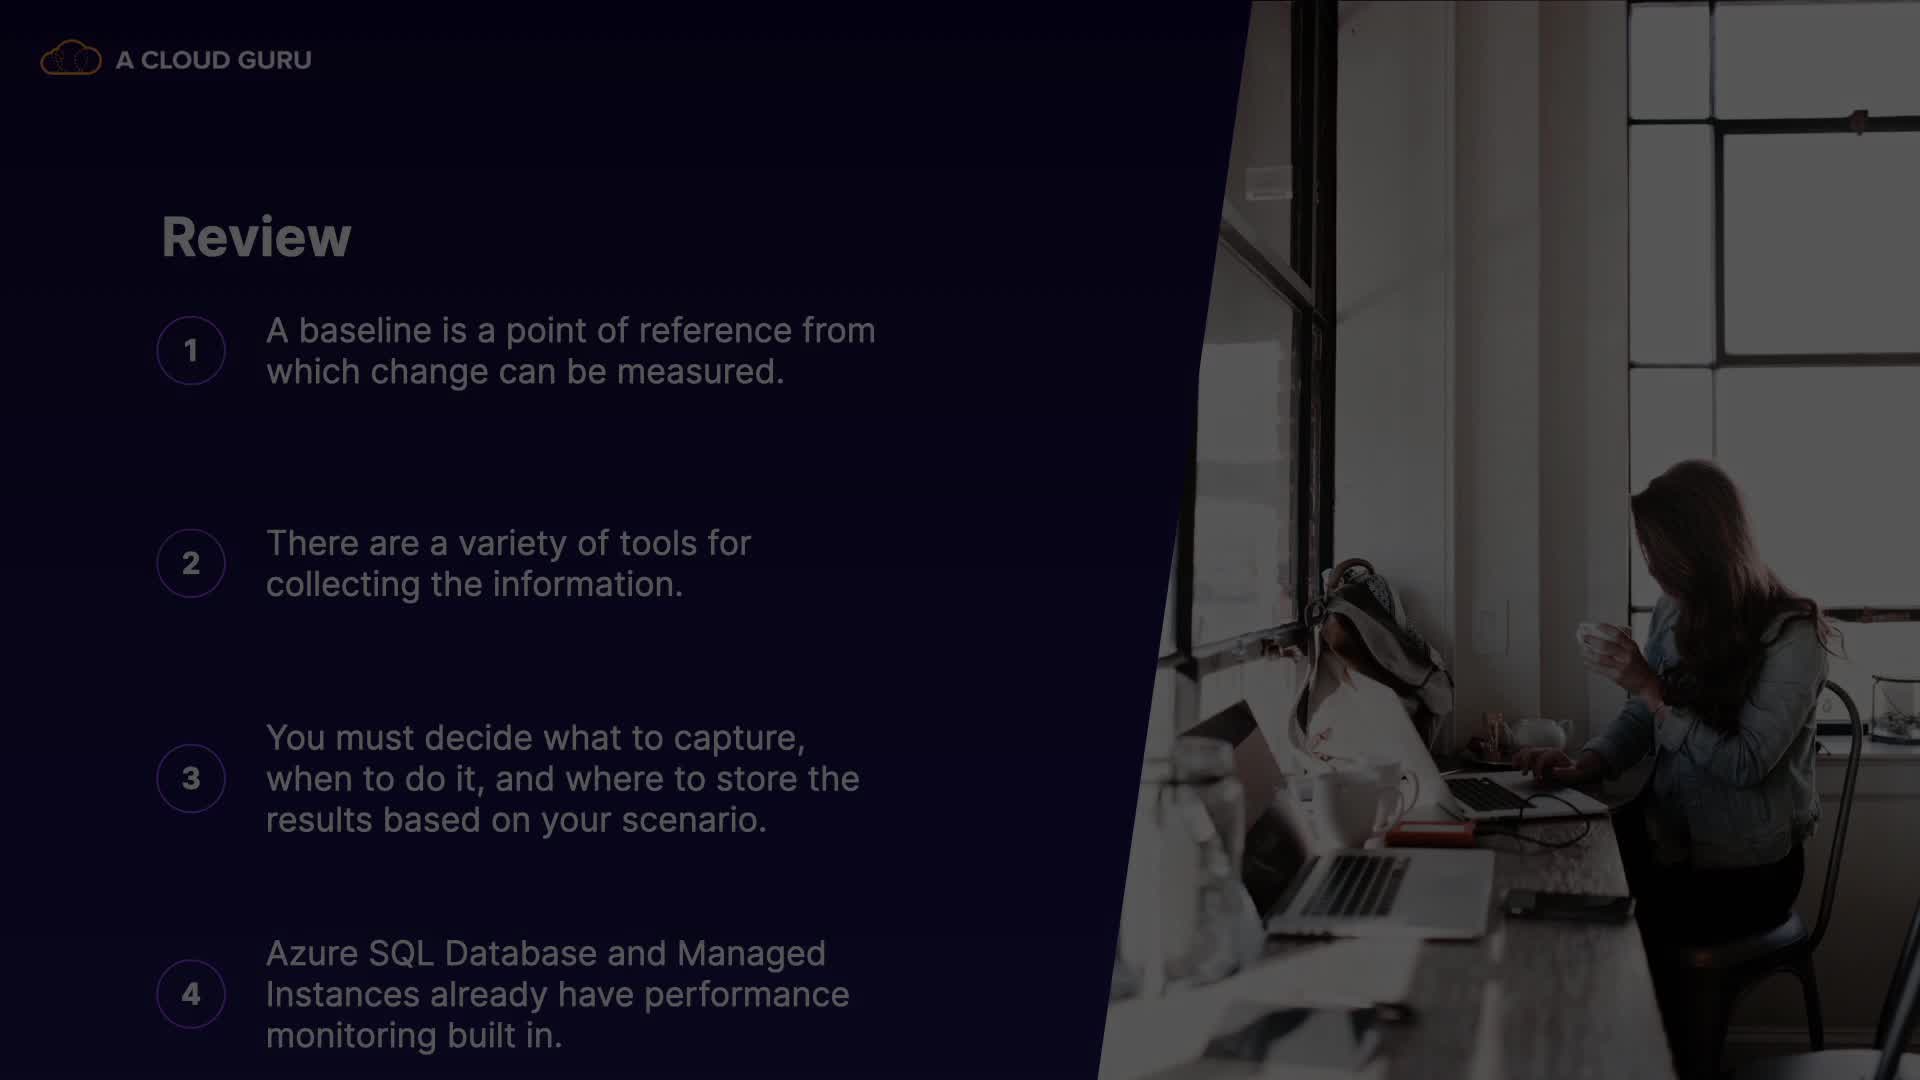 A CLOUD GURU
Review
1
A baseline is a point of reference from
which change can be measured.
2
There are a variety of tools for
collecting the information.
3
You must decide what to capture,
when to do it, and where to store the
results based on your scenario.
4
Azure SQL Database and Managed
Instances already have performance
monitoring built in.